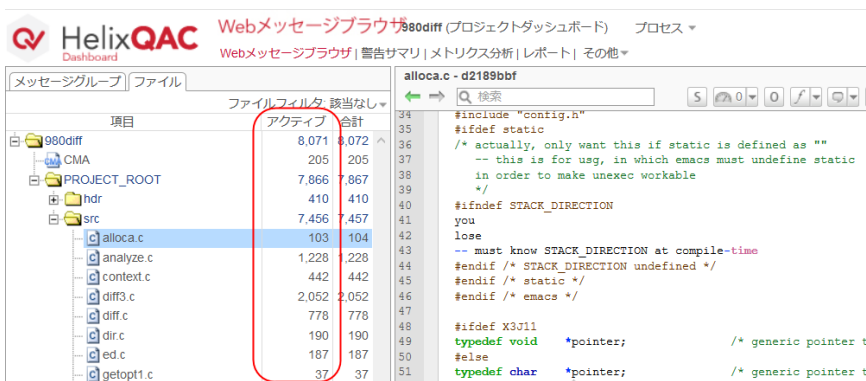 HelixQAC
Dashboard
Webメッセージブラウザ
980diff (プロジェクトダッシュボード) プロセス
Webメッセージブラウザ | 警告サマリ | メトリクス分析 | レポート | その他
メッセージグループ ファイル
ファイルフィルタ: 該当なし
項目 アクティブ 合計
980diff 8,071 8,072
CMA 205 205
PROJECT_ROOT 7,866 7,867
hdr 410 410
src 7,456 7,457
alloca.c 103 104
analyze.c 1,228 1,228
context.c 442 442
diff3.c 2,052 2,052
diff.c 778 778
dir.c 190 190
ed.c 187 187
getopt1.c 37 37
alloca.c - d2189bbf
検索 S 0 O f
34 #include "config.h"
35 #ifdef static
36 /* actually, only want this if static is defined as ""
37 -- this is for usg, in which emacs must undefine static
38 in order to make unexec workable
39 */
40 #ifndef STACK_DIRECTION
41 you
42 lose
43 -- must know STACK_DIRECTION at compile-time
44 #endif /* STACK_DIRECTION undefined */
45 #endif /* static */
46 #endif /* emacs */
47
48 #ifdef X3J11
49 typedef void *pointer; /* generic pointer t
50 #else
51 typedef char *pointer; /* generic pointer t